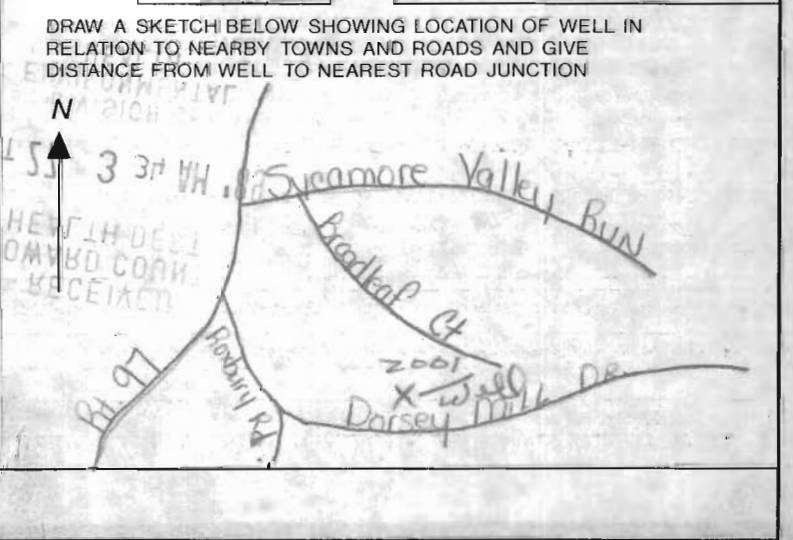 DRAW A SKETCH BELOW SHOWING LOCATION OF WELL IN
RELATION TO NEARBY TOWNS AND ROADS AND GIVE
DISTANCE FROM WELL TO NEAREST ROAD JUNCTION
N
Sycamore Valley RUN
Broadleaf Ct
2001
X - Well
Dorsey Mill DR
Roxbury Rd
Rt. 97
RECEIVED
HOWARD COUN
HEALTH DEPT